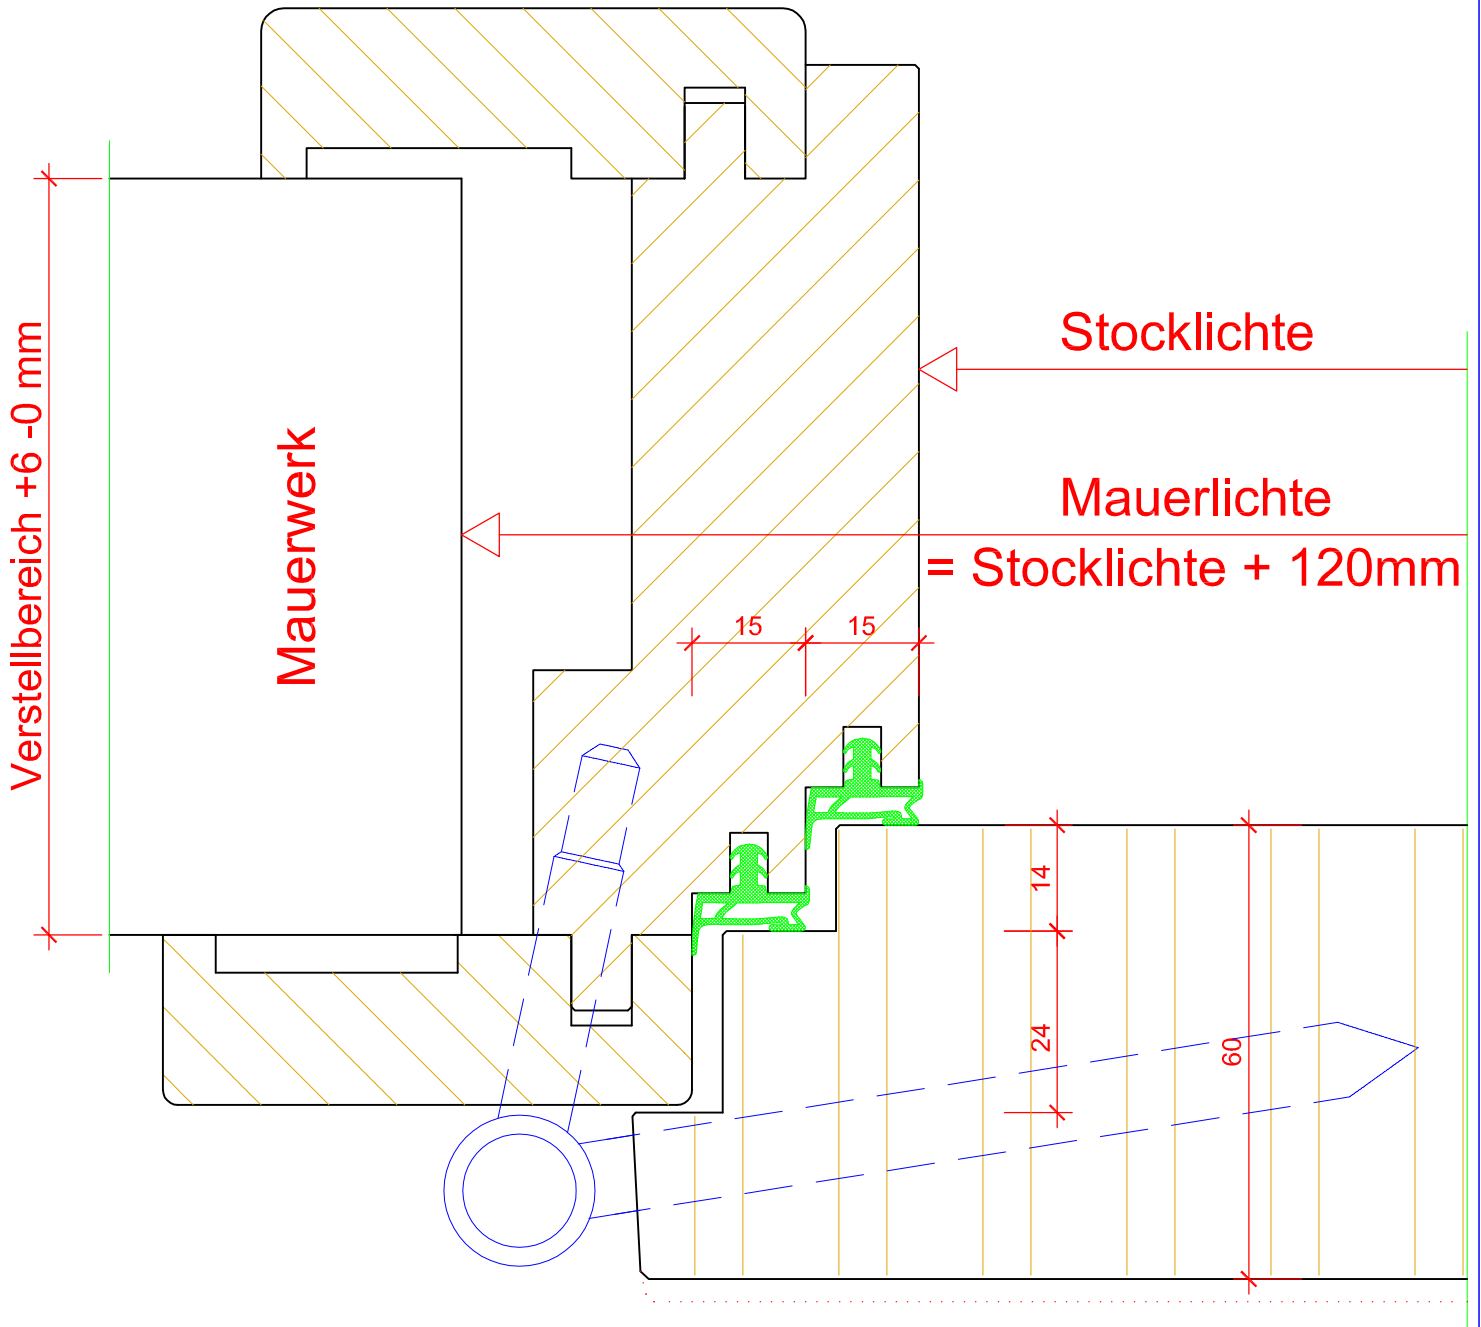 Stocklichte
Mauerlichte
= Stocklichte + 120mm
Verstellbereich +6 -0 mm
Mauerwerk
15
15
14
24
60